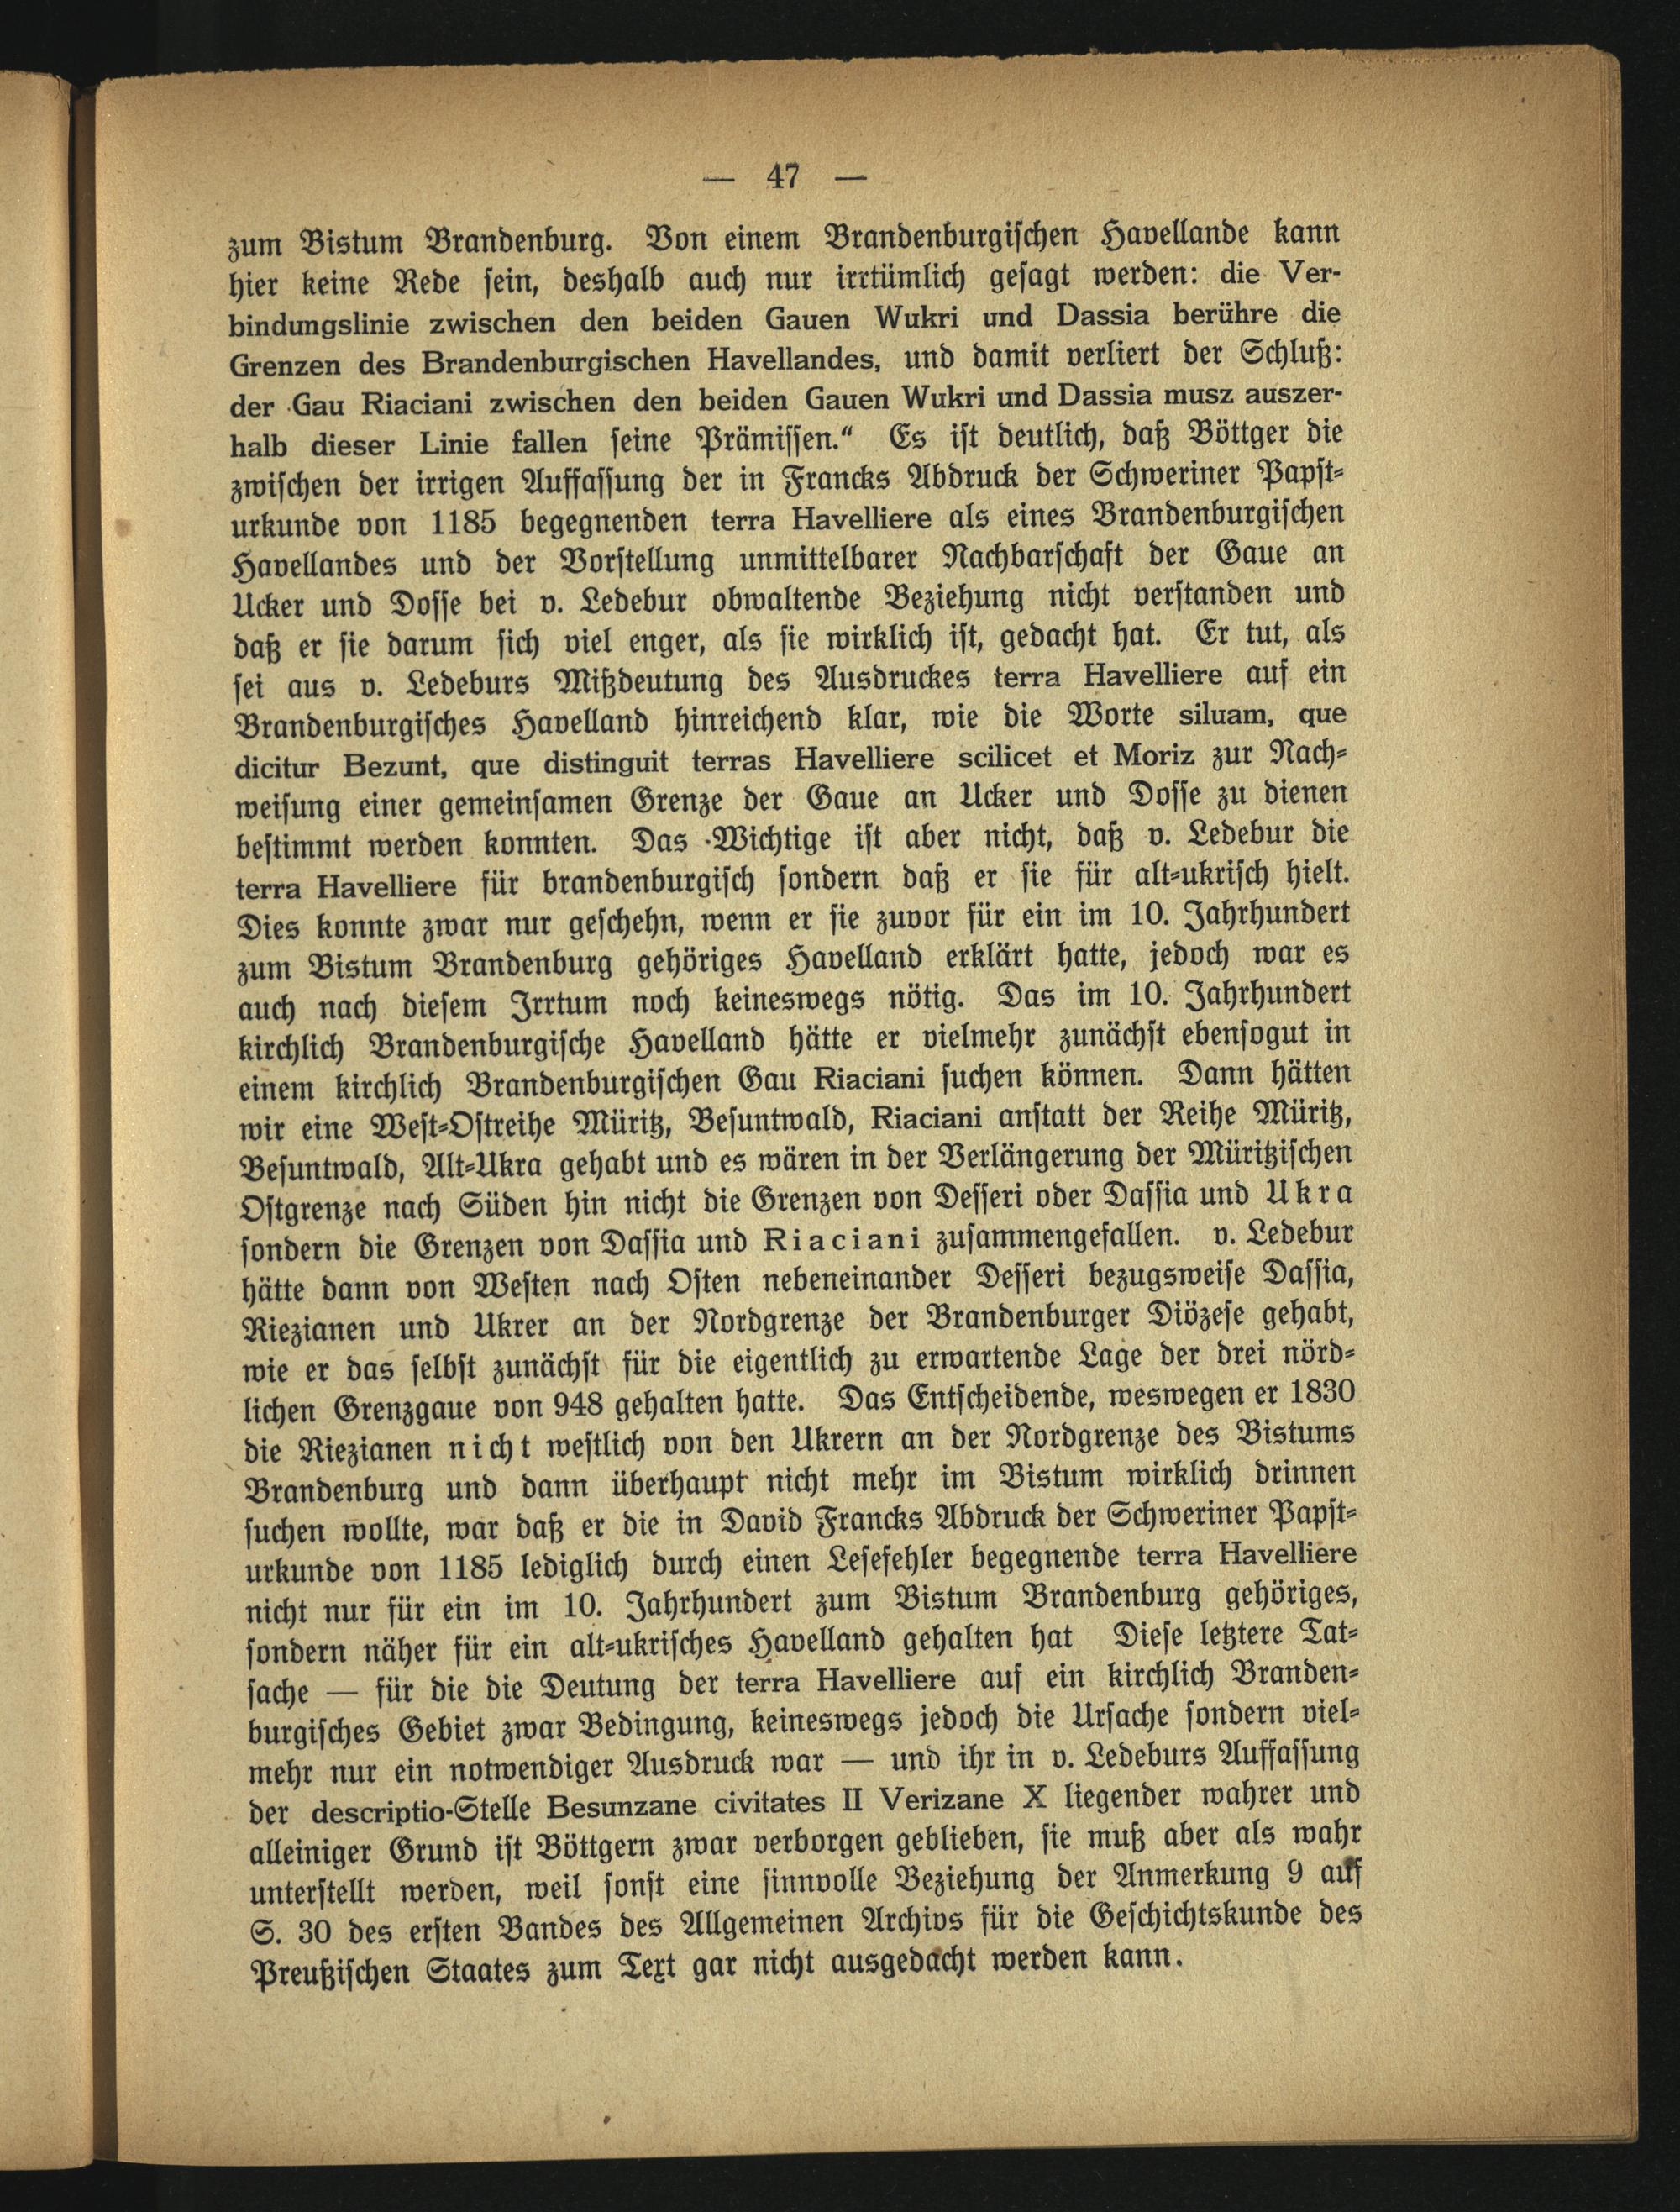 — 47 —
zum Bistum Brandenburg. Von einem Brandenburgischen Havellande kann
hier keine Rede sein, deshalb auch nur irrtümlich gesagt werden: die Ver-
bindungslinie zwischen den beiden Gauen Wukri und Dassia berühre die
Grenzen des Brandenburgischen Havellandes, und damit verliert der Schluß:
der Gau Riaciani zwischen den beiden Gauen Wukri und Dassia musz auszer-
halb dieser Linie fallen seine Prämissen.“ Es ist deutlich, daß Böttger die
zwischen der irrigen Auffassung der in Francks Abdruck der Schweriner Papst-
urkunde von 1185 begegnenden terra Havelliere als eines Brandenburgischen
Havellandes und der Vorstellung unmittelbarer Nachbarschaft der Gaue an
Ucker und Dosse bei v. Ledebur obwaltende Beziehung nicht verstanden und
daß er sie darum sich viel enger, als sie wirklich ist, gedacht hat. Er tut, als
sei aus v. Ledeburs Mißdeutung des Ausdruckes terra Havelliere auf ein
Brandenburgisches Havelland hinreichend klar, wie die Worte siluam, que
dicitur Bezunt, que distinguit terras Havelliere scilicet et Moriz zur Nach-
weisung einer gemeinsamen Grenze der Gaue an Ucker und Dosse zu dienen
bestimmt werden konnten. Das Wichtige ist aber nicht, daß v. Ledebur die
terra Havelliere für brandenburgisch sondern daß er sie für alt-ukrisch hielt.
Dies konnte zwar nur geschehn, wenn er sie zuvor für ein im 10. Jahrhundert
zum Bistum Brandenburg gehöriges Havelland erklärt hatte, jedoch war es
auch nach diesem Irrtum noch keineswegs nötig. Das im 10. Jahrhundert
kirchlich Brandenburgische Havelland hätte er vielmehr zunächst ebensogut in
einem kirchlich Brandenburgischen Gau Riaciani suchen können. Dann hätten
wir eine West-Ostreihe Müritz, Besuntwald, Riaciani anstatt der Reihe Müritz,
Besuntwald, Alt-Ukra gehabt und es wären in der Verlängerung der Müritzischen
Ostgrenze nach Süden hin nicht die Grenzen von Desseri oder Dassia und Ukra
sondern die Grenzen von Dassia und Riaciani zusammengefallen. v. Ledebur
hätte dann von Westen nach Osten nebeneinander Desseri bezugsweise Dassia,
Riezianen und Ukrer an der Nordgrenze der Brandenburger Diözese gehabt,
wie er das selbst zunächst für die eigentlich zu erwartende Lage der drei nörd-
lichen Grenzgaue von 948 gehalten hatte. Das Entscheidende, weswegen er 1830
die Riezianen nicht westlich von den Ukrern an der Nordgrenze des Bistums
Brandenburg und dann überhaupt nicht mehr im Bistum wirklich drinnen
suchen wollte, war daß er die in David Francks Abdruck der Schweriner Papst-
urkunde von 1185 lediglich durch einen Lesefehler begegnende terra Havelliere
nicht nur für ein im 10. Jahrhundert zum Bistum Brandenburg gehöriges,
sondern näher für ein alt-ukrisches Havelland gehalten hat Diese letztere Tat-
sache — für die die Deutung der terra Havelliere auf ein kirchlich Branden-
burgisches Gebiet zwar Bedingung, keineswegs jedoch die Ursache sondern viel-
mehr nur ein notwendiger Ausdruck war — und ihr in v. Ledeburs Auffassung
der descriptio-Stelle Besunzane civitates II Verizane X liegender wahrer und
alleiniger Grund ist Böttgern zwar verborgen geblieben, sie muß aber als wahr
unterstellt werden, weil sonst eine sinnvolle Beziehung der Anmerkung 9 auf
S. 30 des ersten Bandes des Allgemeinen Archivs für die Geschichtskunde des
Preußischen Staates zum Text gar nicht ausgedacht werden kann.